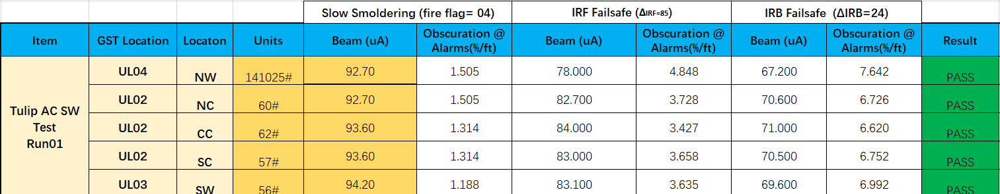 Slow Smoldering (fire flag= 04) IRF Failsafe (ΔIRF=85) IRB Failsafe (ΔIRB=24)
Item GST Location Locaton Units Beam (uA) Obscuration @ Alarms(%/ft) Beam (uA) Obscuration @ Alarms(%/ft) Beam (uA) Obscuration @ Alarms(%/ft) Result
Tulip AC SW Test Run01
UL04 NW 141025# 92.70 1.505 78.000 4.848 67.200 7.642 PASS
UL02 NC 60# 92.70 1.505 82.700 3.728 70.600 6.726 PASS
UL02 CC 62# 93.60 1.314 84.000 3.427 71.000 6.620 PASS
UL02 SC 57# 93.60 1.314 83.000 3.658 70.500 6.752 PASS
UL03 SW 56# 94.20 1.188 83.100 3.635 69.600 6.992 PASS